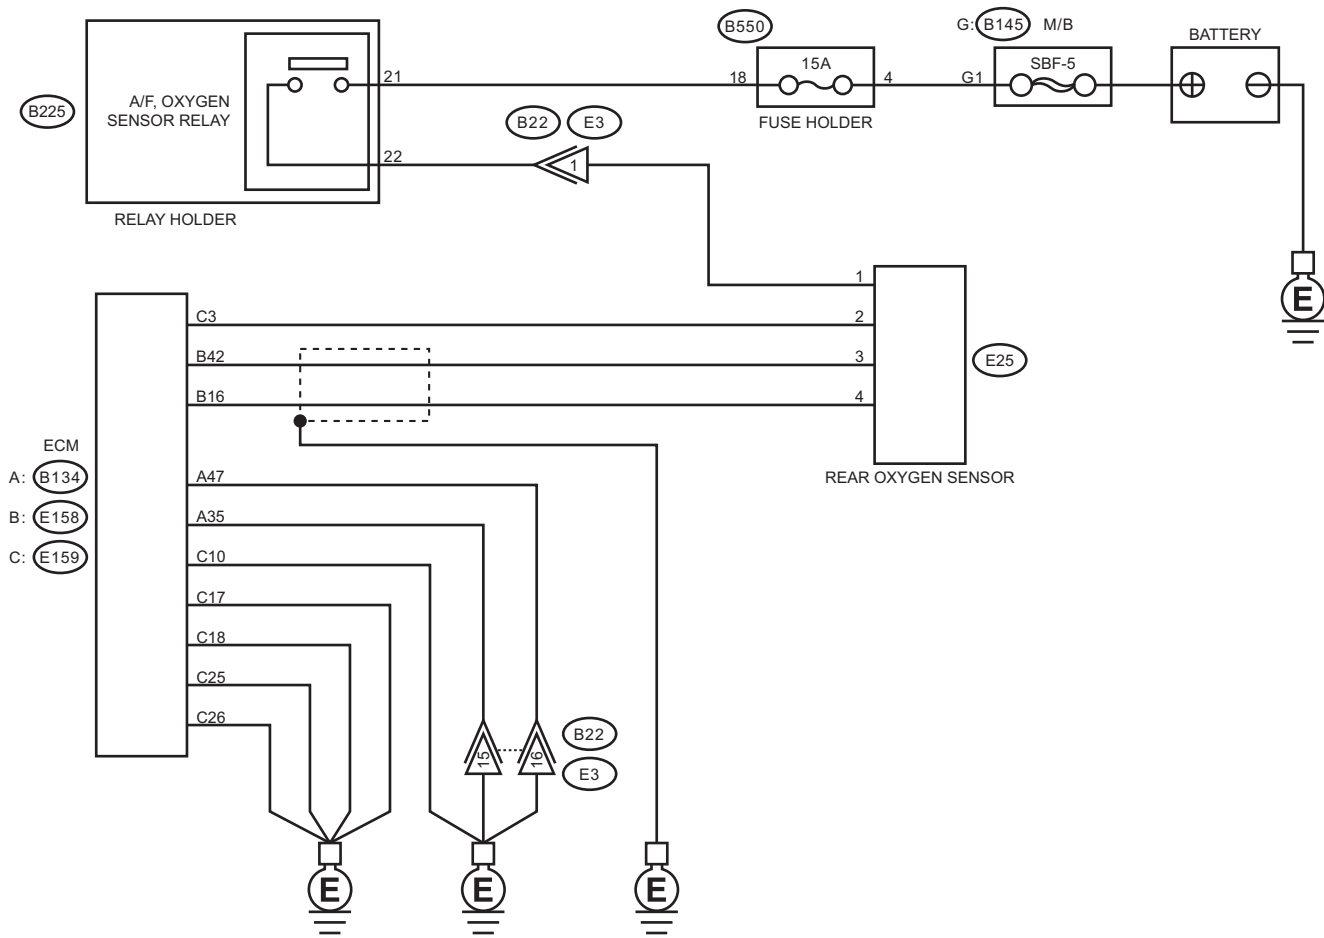 B550
G: B145 M/B
BATTERY
15A
SBF-5
21
18
4
G1
B225
A/F, OXYGEN
SENSOR RELAY
B22
E3
FUSE HOLDER
22
1
RELAY HOLDER
1
E
C3
2
B42
3
E25
B16
4
ECM
REAR OXYGEN SENSOR
A: B134
A47
B: E158
A35
C: E159
C10
C17
C18
C25
C26
B22
15
16
E3
E
E
E